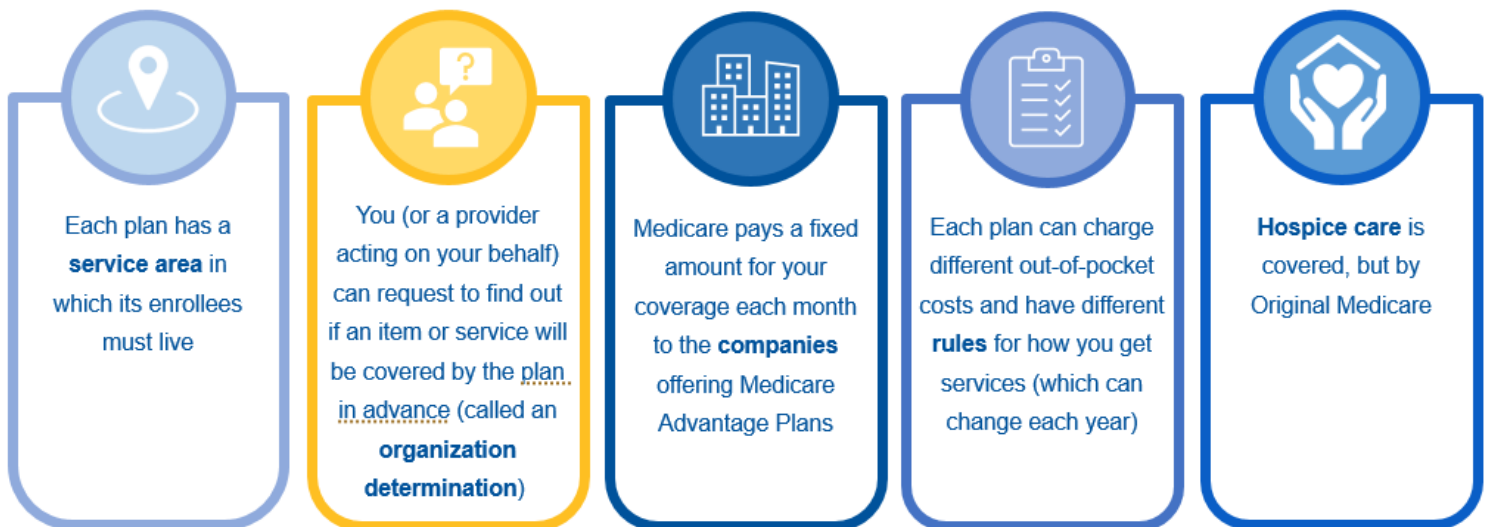 Each plan has a
service area in
which its enrollees
must live
?
You (or a provider
acting on your behalf)
can request to find out
if an item or service will
be covered by the plan
in advance (called an
organization
determination)
Medicare pays a fixed
amount for your
coverage each month
to the companies
offering Medicare
Advantage Plans
Each plan can charge
different out-of-pocket
costs and have different
rules for how you get
services (which can
change each year)
Hospice care is
covered, but by
Original Medicare